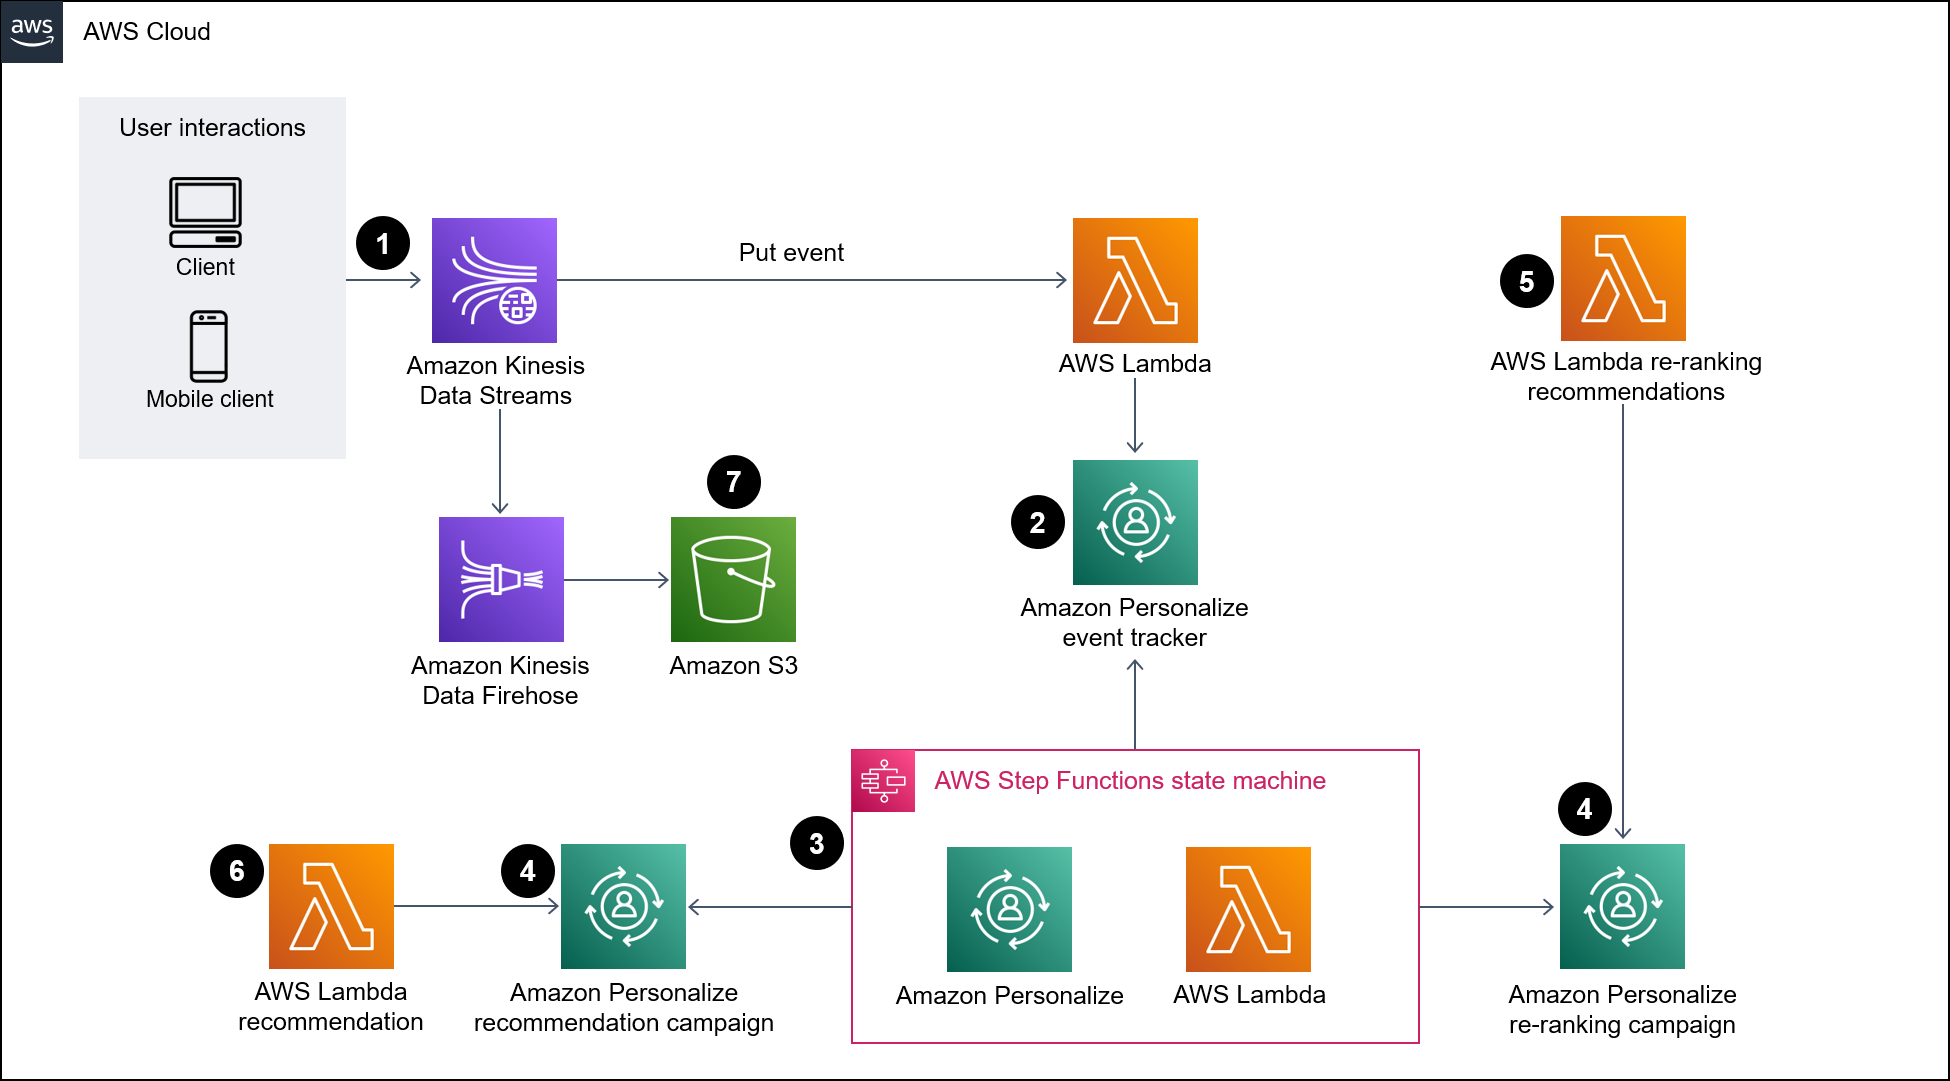 aws
AWS Cloud
User interactions
Client
Mobile client
1
Amazon Kinesis
Data Streams
Put event
AWS Lambda
5
AWS Lambda re-ranking
recommendations
7
Amazon Kinesis
Data Firehose
Amazon S3
2
Amazon Personalize
event tracker
AWS Step Functions state machine
3
Amazon Personalize
AWS Lambda
6
AWS Lambda
recommendation
4
Amazon Personalize
recommendation campaign
4
Amazon Personalize
re-ranking campaign